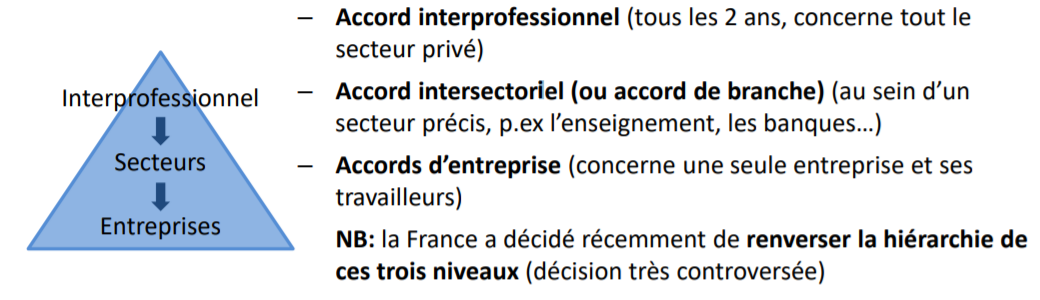 Interprofessionnel
Secteurs
Entreprises
– Accord interprofessionnel (tous les 2 ans, concerne tout le
secteur privé)
– Accord intersectoriel (ou accord de branche) (au sein d’un
secteur précis, p.ex l’enseignement, les banques…)
– Accords d’entreprise (concerne une seule entreprise et ses
travailleurs)
NB: la France a décidé récemment de renverser la hiérarchie de
ces trois niveaux (décision très controversée)